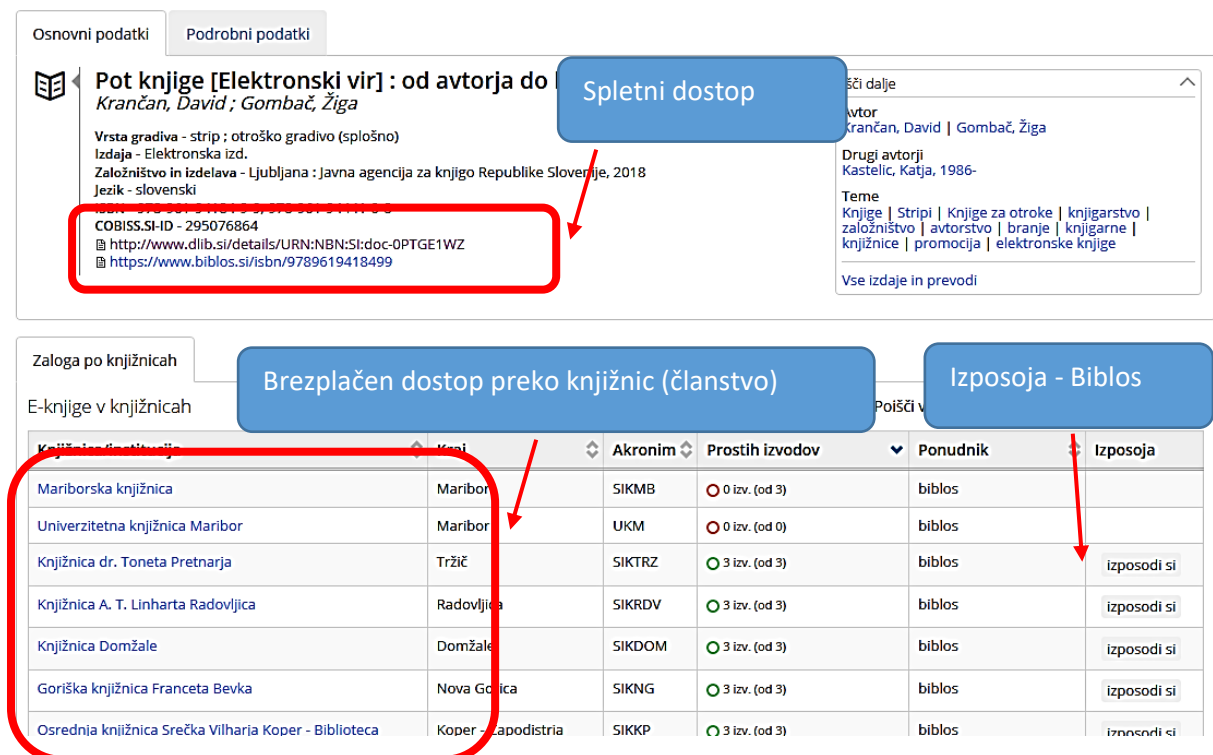 Osnovni podatki Podrobni podatki
Pot knjige [Elektronski vir] : od avtorja do
Krančan, David ; Gombač, Žiga
Vrsta gradiva - strip ; otroško gradivo (splošno)
Izdaja - Elektronska izd.
Založništvo in izdelava - Ljubljana : Javna agencija za knjigo Republike Slovenije, 2018
Jezik - slovenski
COBISS.SI-ID - 295076864
http://www.dlib.si/details/URN:NBN:SI:doc-0PTGE1WZ
https://www.biblos.si/isbn/9789619418499
Spletni dostop
šči dalje
Avtor
Krančan, David | Gombač, Žiga
Drugi avtorji
Kastelic, Katja, 1986-
Teme
Knjige | Stripi | Knjige za otroke | knjigarstvo |
založništvo | avtorstvo | branje | knjigarne |
knjižnice | promocija | elektronske knjige
Vse izdaje in prevodi
Zaloga po knjižnicah
Brezplačen dostop preko knjižnic (članstvo)
Izposoja - Biblos
E-knjige v knjižnicah Poišči v
Knjižnica/institucija Kraj Akronim Prostih izvodov Ponudnik Izposoja
Mariborska knjižnica Maribor SIKMB 0 izv. (od 3) biblos
Univerzitetna knjižnica Maribor Maribor UKM 0 izv. (od 0) biblos
Knjižnica dr. Toneta Pretnarja Tržič SIKTRZ 3 izv. (od 3) biblos izposodi si
Knjižnica A. T. Linharta Radovljica Radovljica SIKRDV 3 izv. (od 3) biblos izposodi si
Knjižnica Domžale Domžale SIKDOM 3 izv. (od 3) biblos izposodi si
Goriška knjižnica Franceta Bevka Nova Gorica SIKNG 3 izv. (od 3) biblos izposodi si
Osrednja knjižnica Srečka Vilharja Koper - Biblioteca Koper - Capodistria SIKKP 3 izv. (od 3) biblos izposodi si